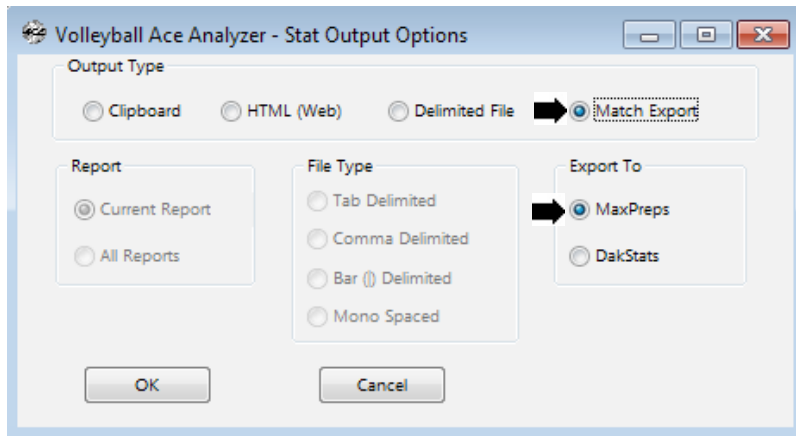 Volleyball Ace Analyzer - Stat Output Options
Output Type
Clipboard HTML (Web) Delimited File Match Export
Report
Current Report
All Reports
File Type
Tab Delimited
Comma Delimited
Bar (|) Delimited
Mono Spaced
Export To
MaxPreps
DakStats
OK Cancel